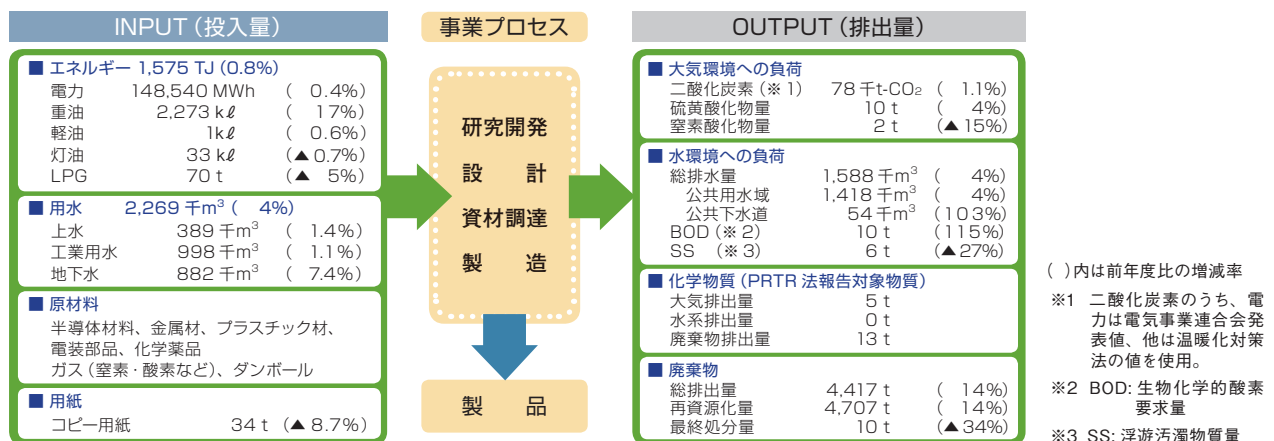 INPUT（投入量）
■ エネルギー 1,575 TJ（0.8%）
電力 148,540 MWh （ 0.4%）
重油 2,273 kℓ （ 17%）
軽油 1kℓ （ 0.6%）
灯油 33 kℓ （▲ 0.7%）
LPG 70 t （▲ 5%）
■ 用水 2,269 千m³（ 4%）
上水 389 千m³ （ 1.4%）
工業用水 998 千m³ （ 1.1%）
地下水 882 千m³ （ 7.4%）
■ 原材料
半導体材料、金属材、プラスチック材、
電装部品、化学薬品
ガス（窒素・酸素など）、ダンボール
■ 用紙
コピー用紙 34 t （▲ 8.7%）
事業プロセス
研究開発
設 計
資材調達
製 造
製 品
OUTPUT（排出量）
■ 大気環境への負荷
二酸化炭素（※ 1） 78 千t-CO₂ （ 1.1%）
硫黄酸化物量 10 t （ 4%）
窒素酸化物量 2 t （▲ 15%）
■ 水環境への負荷
総排水量 1,588 千m³ （ 4%）
公共用水域 1,418 千m³ （ 4%）
公共下水道 54 千m³ （103%）
BOD（※ 2） 10 t （115%）
SS （※ 3） 6 t （▲ 27%）
■ 化学物質（PRTR 法報告対象物質）
大気排出量 5 t
水系排出量 0 t
廃棄物排出量 13 t
■ 廃棄物
総排出量 4,417 t （ 14%）
再資源化量 4,707 t （ 14%）
最終処分量 10 t （▲ 34%）
（ ）内は前年度比の増減率
※1 二酸化炭素のうち、電
力は電気事業連合会発
表値、他は温暖化対策
法の値を使用。
※2 BOD: 生物化学的酸素
要求量
※3 SS: 浮遊汚濁物質量